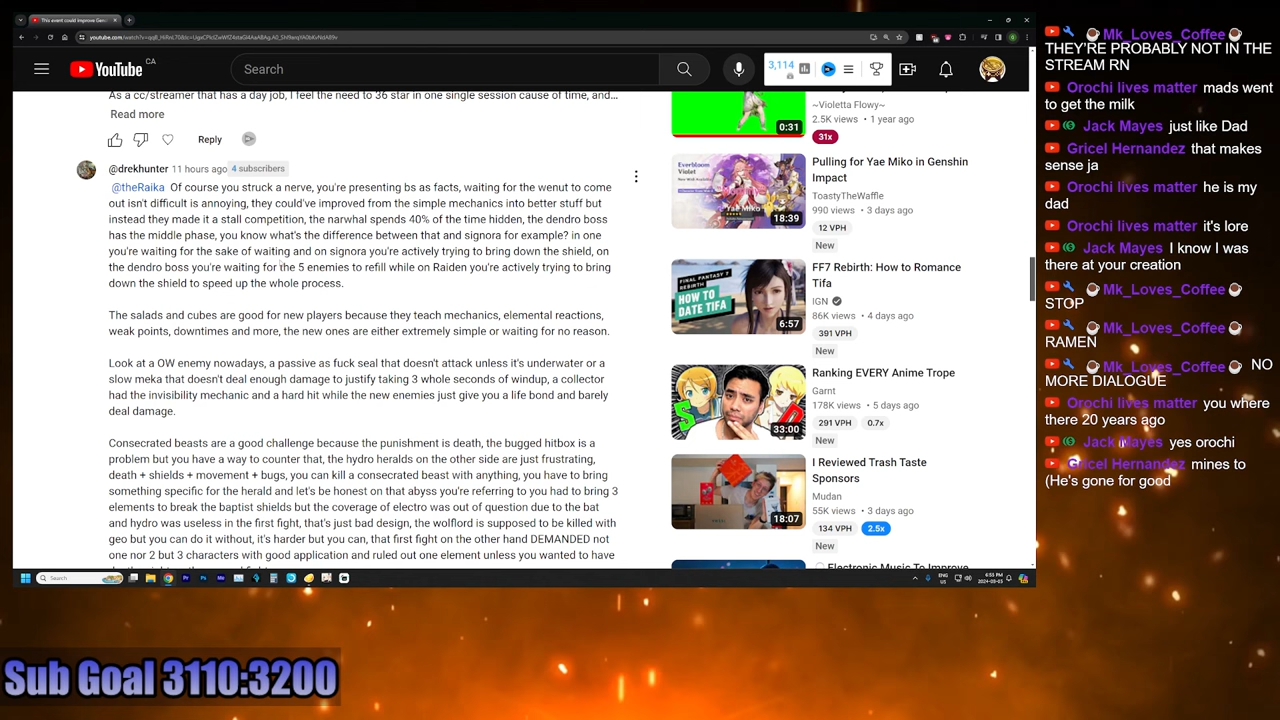 This event could improve Gens
YouTube CA
Search
3,114
As a cc/streamer that has a day job, I feel the need to 36 star in one single session cause of time, and...
Read more
Reply
@drekhunter 11 hours ago 4 subscribers
@theRaika Of course you struck a nerve, you're presenting bs as facts, waiting for the wenut to come
out isn't difficult is annoying, they could've improved from the simple mechanics into better stuff but
instead they made it a stall competition, the narwhal spends 40% of the time hidden, the dendro boss
has the middle phase, you know what's the difference between that and signora for example? in one
you're waiting for the sake of waiting and on signora you're actively trying to bring down the shield, on
the dendro boss you're waiting for the 5 enemies to refill while on Raiden you're actively trying to bring
down the shield to speed up the whole process.
The salads and cubes are good for new players because they teach mechanics, elemental reactions,
weak points, downtimes and more, the new ones are either extremely simple or waiting for no reason.
Look at a OW enemy nowadays, a passive as fuck seal that doesn't attack unless it's underwater or a
slow meka that doesn't deal enough damage to justify taking 3 whole seconds of windup, a collector
had the invisibility mechanic and a hard hit while the new enemies just give you a life bond and barely
deal damage.
Consecrated beasts are a good challenge because the punishment is death, the bugged hitbox is a
problem but you have a way to counter that, the hydro heralds on the other side are just frustrating,
death + shields + movement + bugs, you can kill a consecrated beast with anything, you have to bring
something specific for the herald and let's be honest on that abyss you're referring to you had to bring 3
elements to break the baptist shields but the coverage of electro was out of question due to the bat
and hydro was useless in the first fight, that's just bad design, the wolflord is supposed to be killed with
geo but you can do it without, it's harder but you can, that first fight on the other hand DEMANDED not
one nor 2 but 3 characters with good application and ruled out one element unless you wanted to have
~Violetta Flowy~
2.5K views • 1 year ago
0:31
31x
Everbloom
Violet
18:39
Pulling for Yae Miko in Genshin
Impact
ToastyTheWaffle
990 views • 3 days ago
12 VPH
New
FINAL FANTASY 7
REBIRTH
HOW TO
DATE TIFA
6:57
FF7 Rebirth: How to Romance
Tifa
IGN
86K views • 4 days ago
391 VPH
New
S
F
33:00
Ranking EVERY Anime Trope
Garnt
178K views • 5 days ago
291 VPH 0.7x
New
18:07
I Reviewed Trash Taste
Sponsors
Mudan
55K views • 3 days ago
134 VPH 2.5x
New
Electronic Music To Improve
Search
ENG
US
6:55 PM
2024-03-03
Mk_Loves_Coffee
THEY'RE PROBABLY NOT IN THE
STREAM RN
Orochi lives matter mads went
to get the milk
Jack Mayes just like Dad
Gricel Hernandez that makes
sense ja
Orochi lives matter he is my
dad
Orochi lives matter it's lore
Jack Mayes I know I was
there at your creation
Mk_Loves_Coffee
STOP
Mk_Loves_Coffee
RAMEN
Mk_Loves_Coffee NO
MORE DIALOGUE
Orochi lives matter you where
there 20 years ago
Jack Mayes yes orochi
Gricel Hernandez mines to
(He's gone for good
Sub Goal 3110:3200